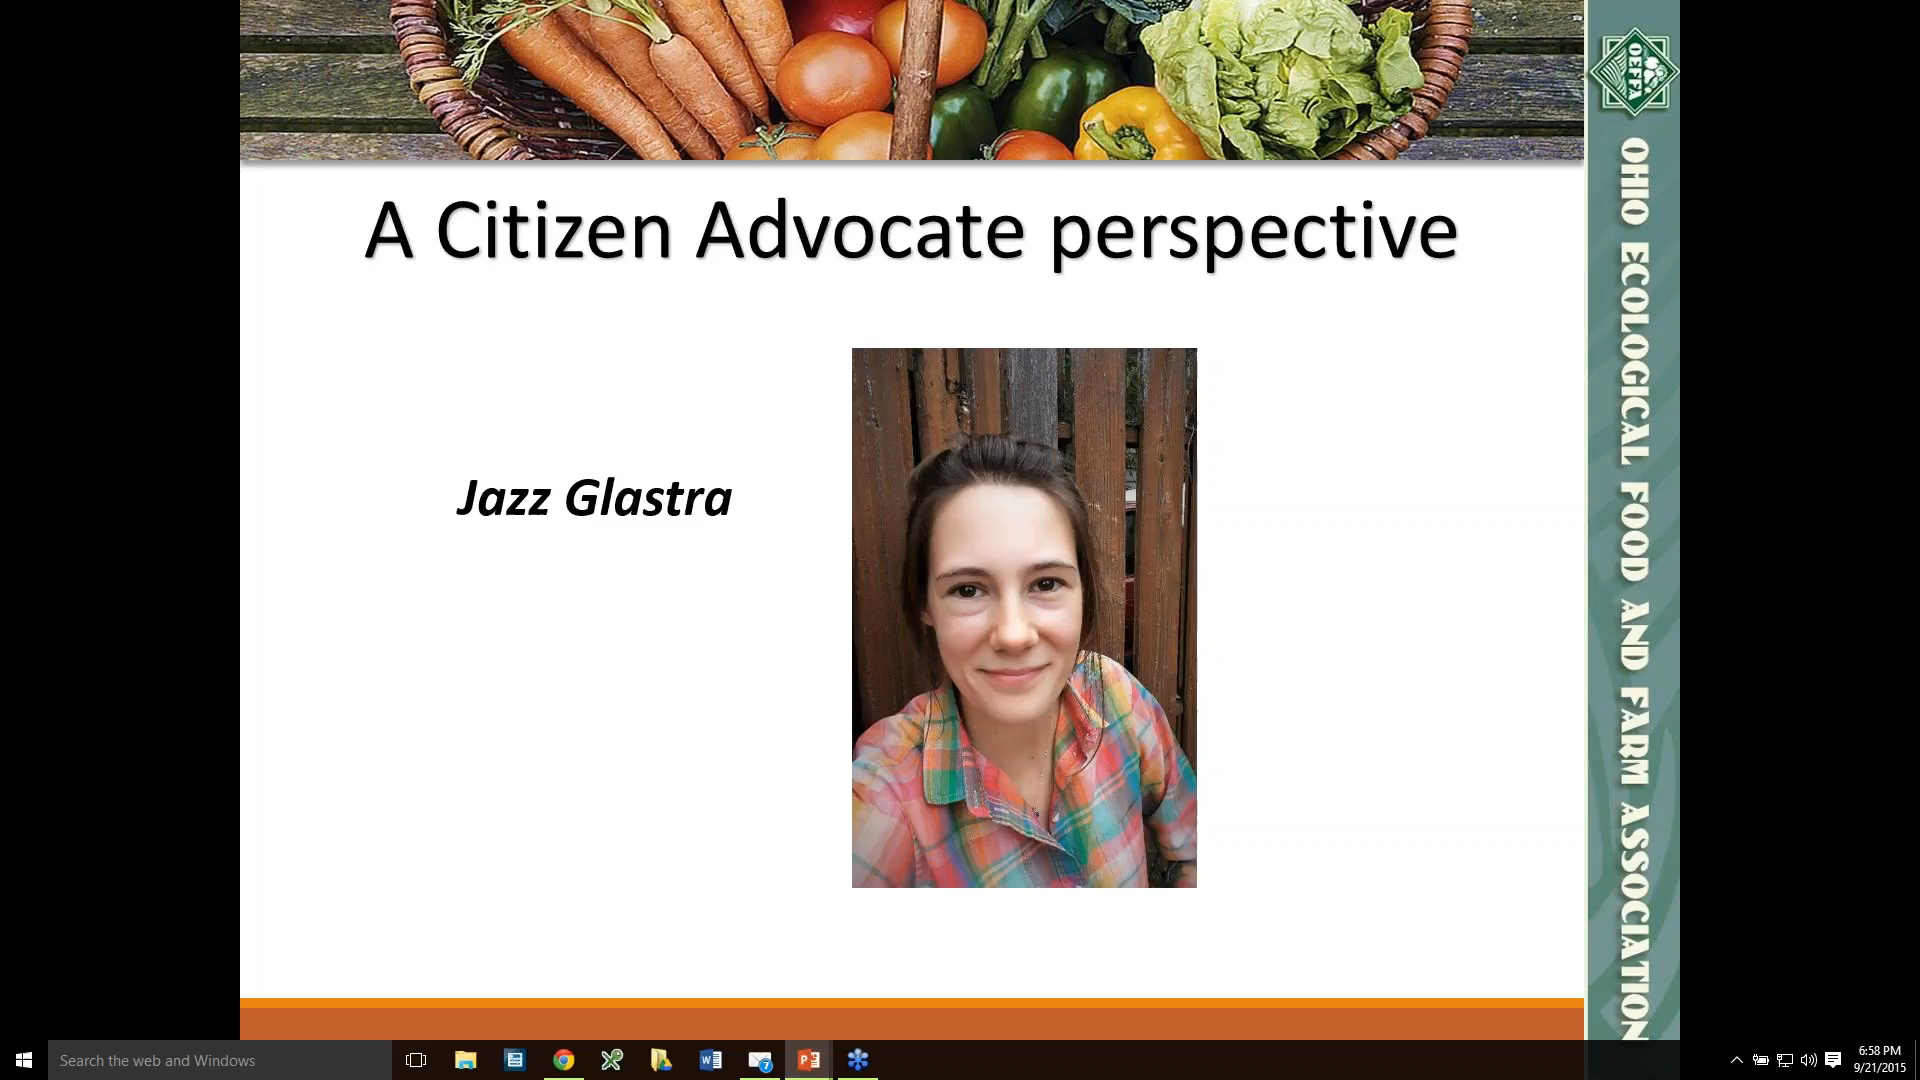 A Citizen Advocate perspective
Jazz Glastra
OEFFA
OHIO ECOLOGICAL FOOD AND FARM ASSOCIATION
Search the web and Windows
7
6:58 PM
9/21/2015